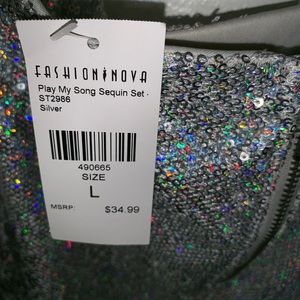 FASHIONNOVA
Play My Song Sequin Set -
ST2986
Silver
490665
SIZE
L
MSRP: $34.99